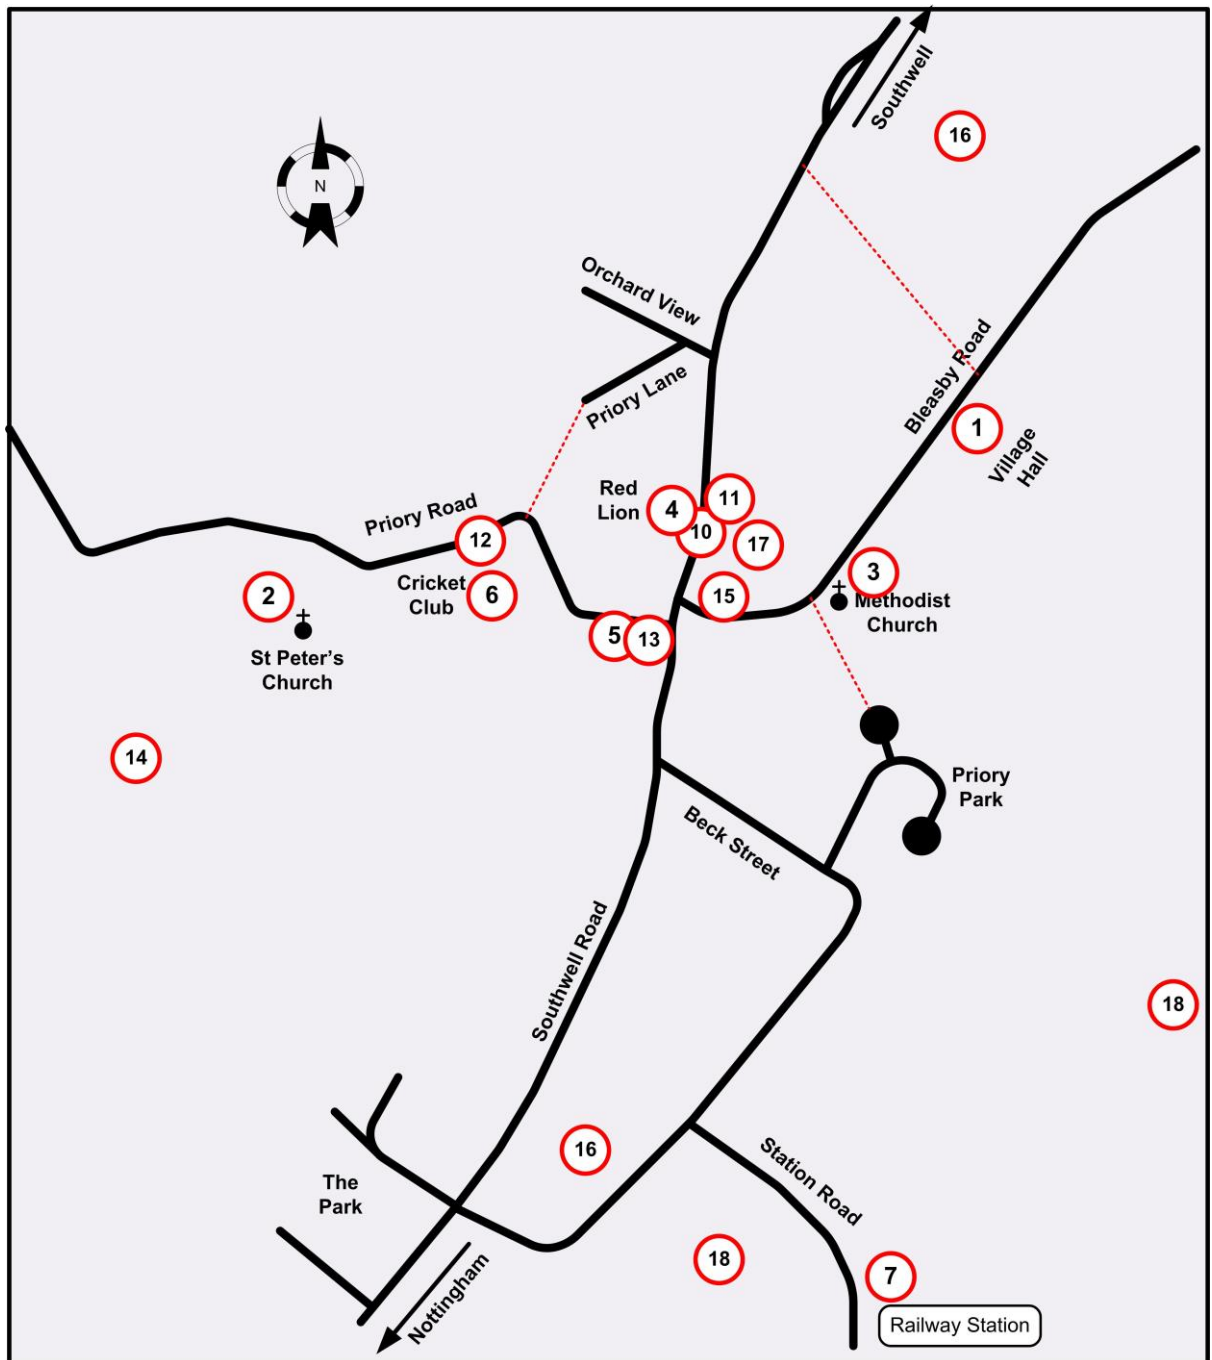 Southwell
16
N
Orchard View
Priory Lane
Bleasby Road
1
Village
Hall
Red
Lion
4
11
10
17
Priory Road
12
Cricket
Club
6
2
St Peter's
Church
3
Methodist
Church
15
5
13
14
Priory
Park
Beck Street
Southwell Road
18
16
The
Park
Station Road
18
7
Nottingham
Railway Station